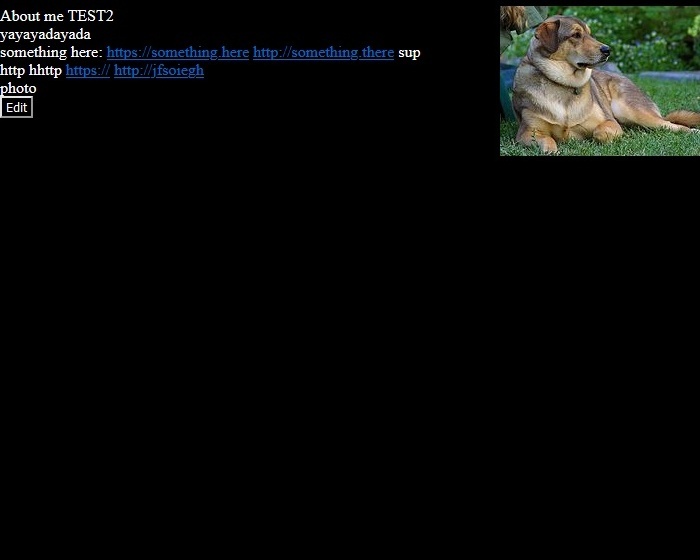 About me TEST2
yayayadayada
something here: https://something.here http://something.there sup
http hhttp https:// http://jfsoiegh
photo
Edit